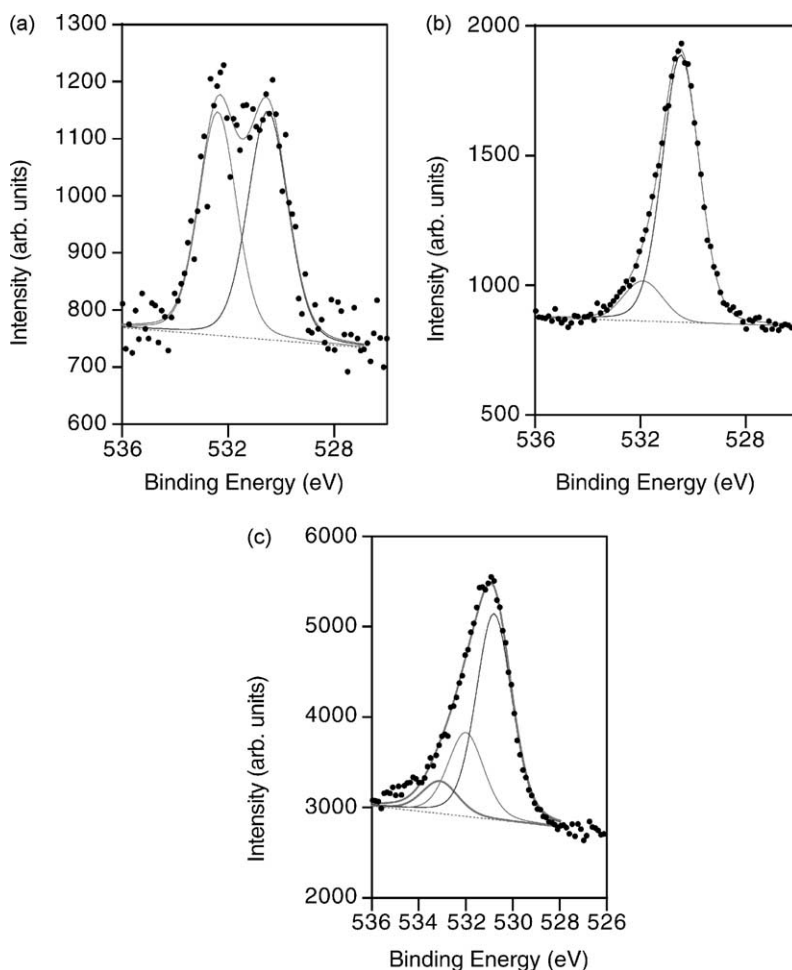 (a)
1300
1200
1100
1000
900
800
700
600
Intensity (arb. units)
536 532 528
Binding Energy (eV)
(b)
2000
1500
1000
500
Intensity (arb. units)
536 532 528
Binding Energy (eV)
(c)
6000
5000
4000
3000
2000
Intensity (arb. units)
536 534 532 530 528 526
Binding Energy (eV)